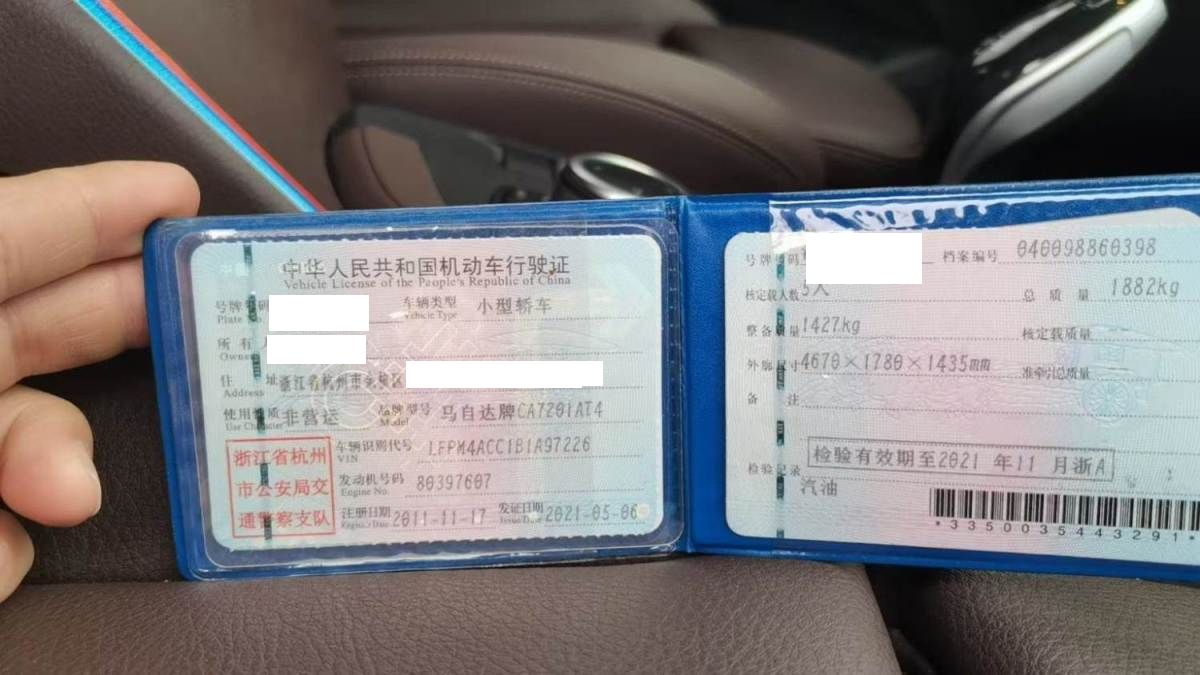 中华人民共和国机动车行驶证
Vehicle License of the People's Republic of China
号牌号码
Plate No.
车辆类型 小型轿车
Vehicle Type
所有人
Owner
住址 浙江省杭州市
Address
使用性质 非营运
Use Character
品牌型号 马自达牌CA7201AT4
Model
浙江省杭州
市公安局交
通警察支队
车辆识别代号 LFPM4ACC1B1A97226
VIN
发动机号码 80397607
Engine No.
注册日期 2011-11-17
Register Date
发证日期 2021-05-06
Issue Date
号牌号码
档案编号 040098860398
核定载人数 5人
总质量 1882kg
整备质量 1427kg
核定载质量
外廓尺寸 4670×1780×1435mm
准牵引总质量
备注
检验有效期至2021 年11 月浙A
检验记录
汽油
*3350035443291*